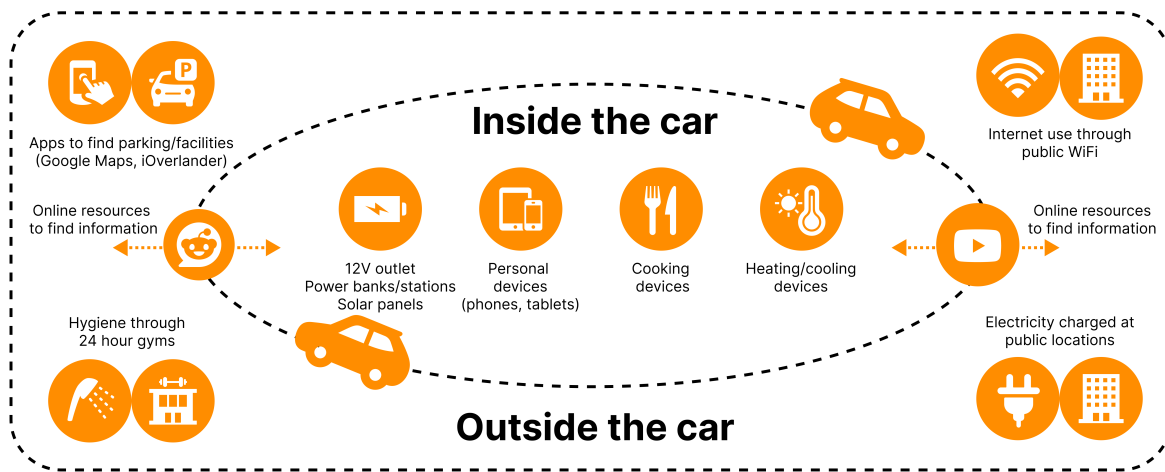 Inside the car
Apps to find parking/facilities
(Google Maps, iOverlander)
P
Internet use through
public WiFi
Online resources
to find information
Online resources
to find information
12V outlet
Power banks/stations
Solar panels
Personal
devices
(phones, tablets)
Cooking
devices
Heating/cooling
devices
Hygiene through
24 hour gyms
Electricity charged at
public locations
Outside the car